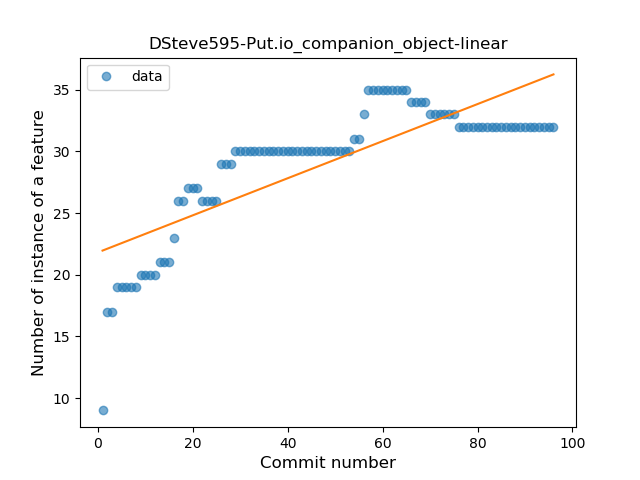 DSteve595-Put.io_companion_object-linear
data
Number of instance of a feature
35
30
25
20
15
10
0 20 40 60 80 100
Commit number